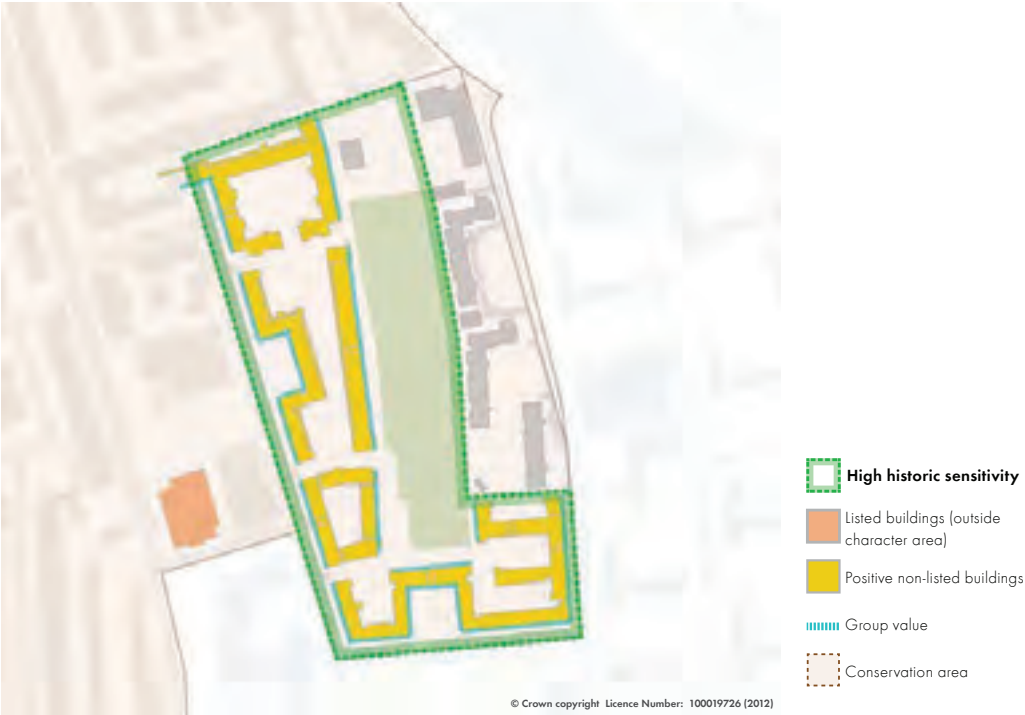 High historic sensitivity
Listed buildings (outside
character area)
Positive non-listed buildings
Group value
Conservation area
© Crown copyright Licence Number: 100019726 (2012)